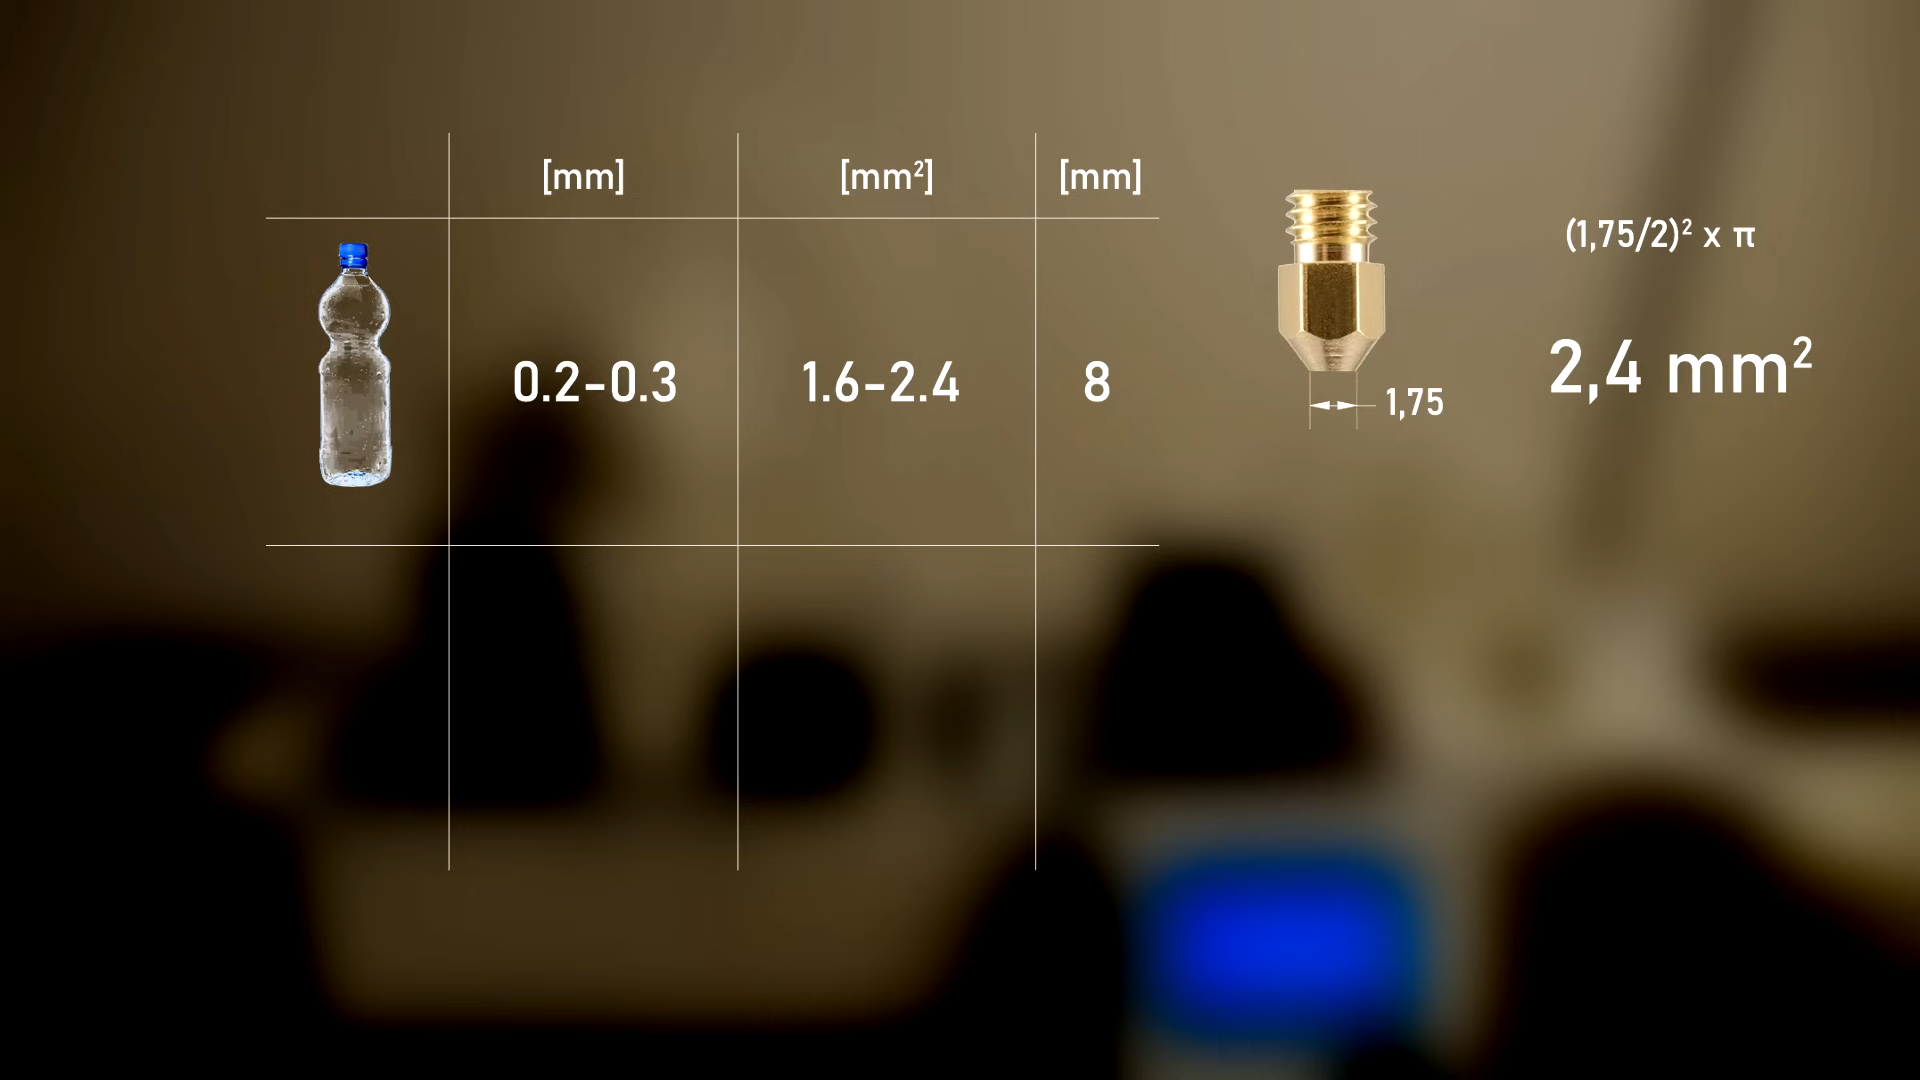 [mm] [mm²] [mm]
0.2-0.3 1.6-2.4 8
1,75
(1,75/2)² x π
2,4 mm²